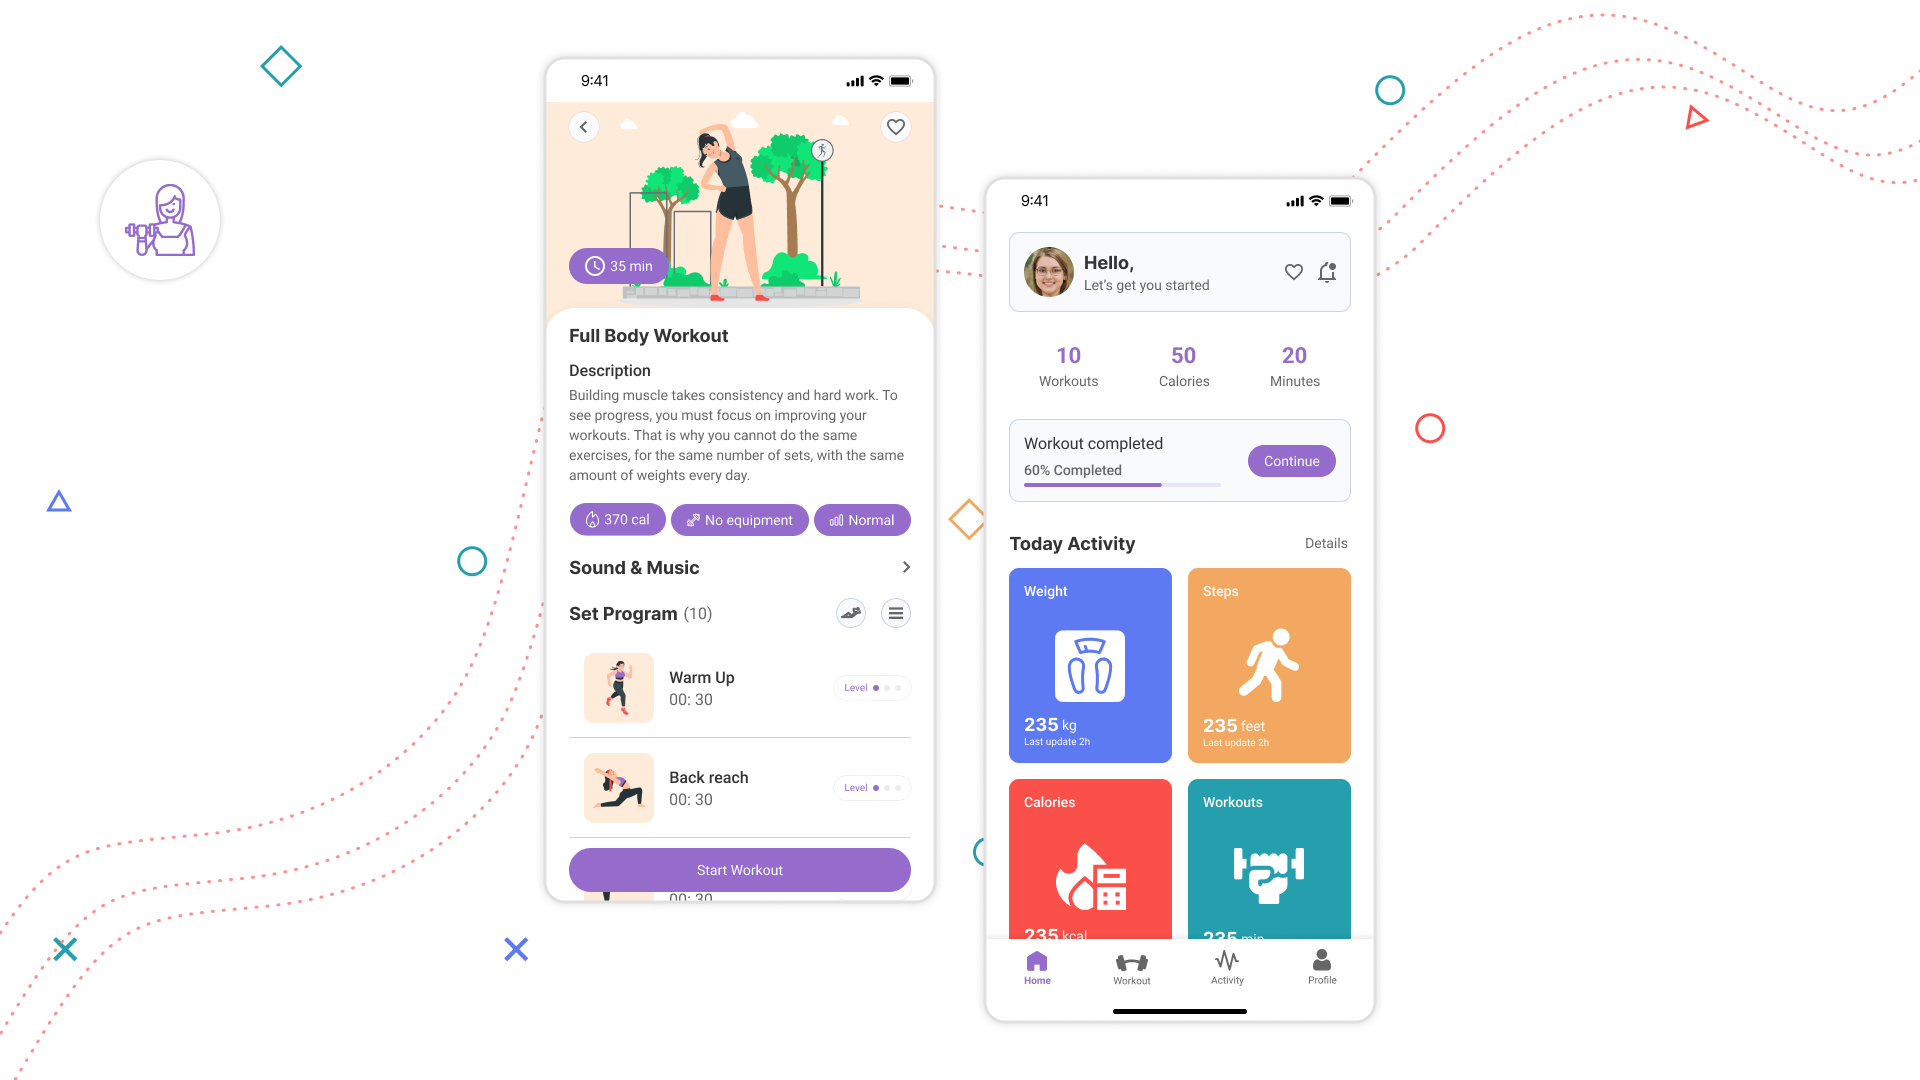 9:41
35 min
Full Body Workout
Description
Building muscle takes consistency and hard work. To
see progress, you must focus on improving your
workouts. That is why you cannot do the same
exercises, for the same number of sets, with the same
amount of weights every day.
370 cal
No equipment
Normal
Sound & Music
Set Program (10)
Warm Up
00: 30
Level
Back reach
00: 30
Level
Start Workout
00: 30
9:41
Hello,
Let's get you started
10
Workouts
50
Calories
20
Minutes
Workout completed
60% Completed
Continue
Today Activity
Details
Weight
235 kg
Last update 2h
Steps
235 feet
Last update 2h
Calories
235 kcal
Workouts
235 min
Home
Workout
Activity
Profile